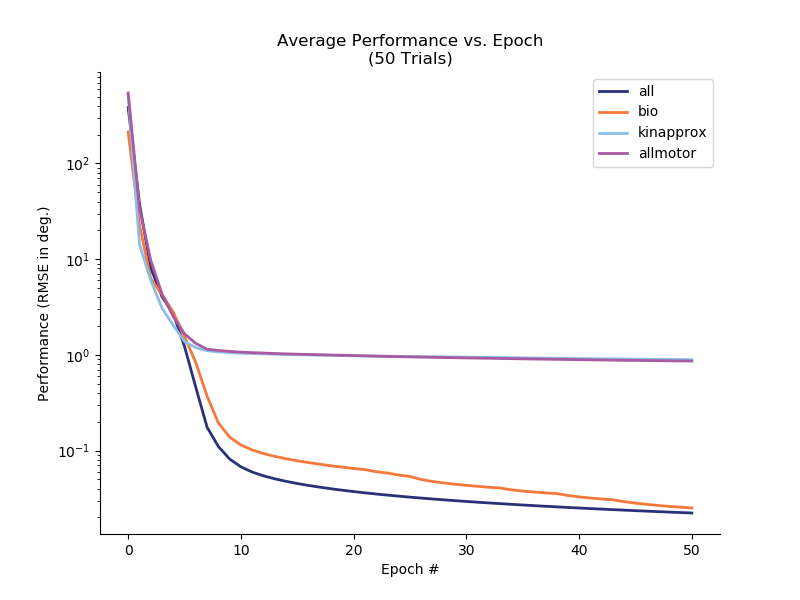 Average Performance vs. Epoch
(50 Trials)
all
bio
kinapprox
allmotor
Performance (RMSE in deg.)
10²
10¹
10⁰
10⁻¹
0 10 20 30 40 50
Epoch #